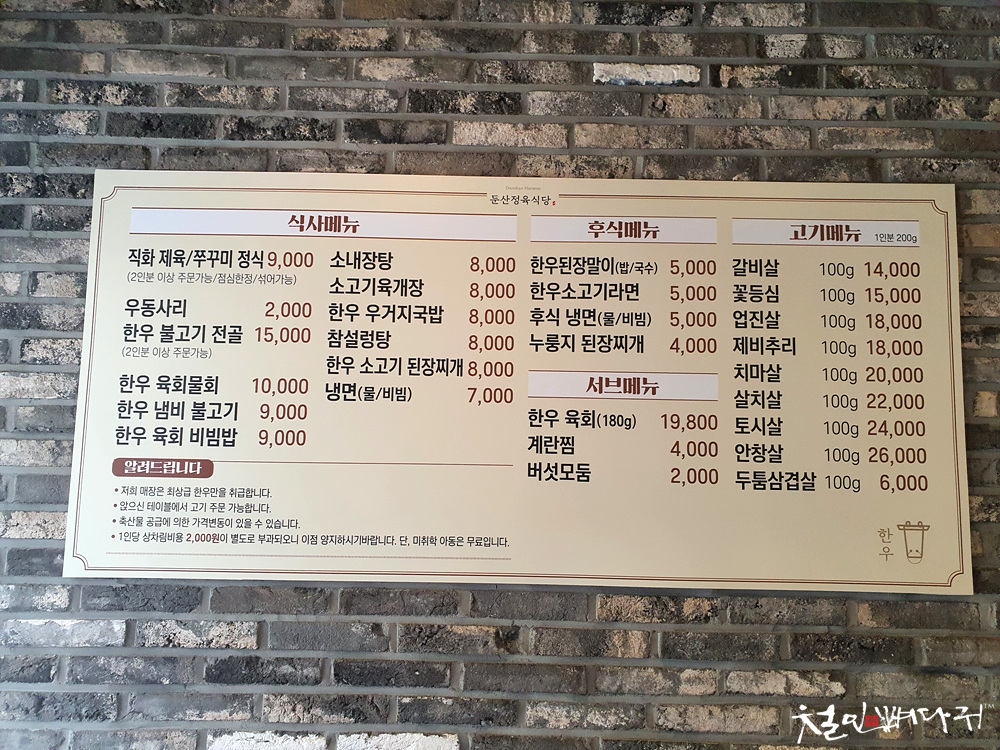 둔산정육식당
식사메뉴
직화 제육/쭈꾸미 정식 9,000
(2인분 이상 주문가능/점심한정/섞어가능)
우동사리 2,000
한우 불고기 전골 15,000
(2인분 이상 주문가능)
한우 육회물회 10,000
한우 냄비 불고기 9,000
한우 육회 비빔밥 9,000
소내장탕 8,000
소고기육개장 8,000
한우 우거지국밥 8,000
참설렁탕 8,000
한우 소고기 된장찌개 8,000
냉면(물/비빔) 7,000
알려드립니다
• 저희 매장은 최상급 한우만을 취급합니다.
• 앉으신 테이블에서 고기 주문 가능합니다.
• 축산물 공급에 의한 가격변동이 있을 수 있습니다.
• 1인당 상차림비용 2,000원이 별도로 부과되오니 이점 양지하시기바랍니다. 단, 미취학 아동은 무료입니다.
후식메뉴
한우된장말이(밥/국수) 5,000
한우소고기라면 5,000
후식 냉면(물/비빔) 5,000
누룽지 된장찌개 4,000
서브메뉴
한우 육회(180g) 19,800
계란찜 4,000
버섯모둠 2,000
고기메뉴 1인분 200g
갈비살 100g 14,000
꽃등심 100g 15,000
업진살 100g 18,000
제비추리 100g 18,000
치마살 100g 20,000
살치살 100g 22,000
토시살 100g 24,000
안창살 100g 26,000
두툼삼겹살 100g 6,000
한우